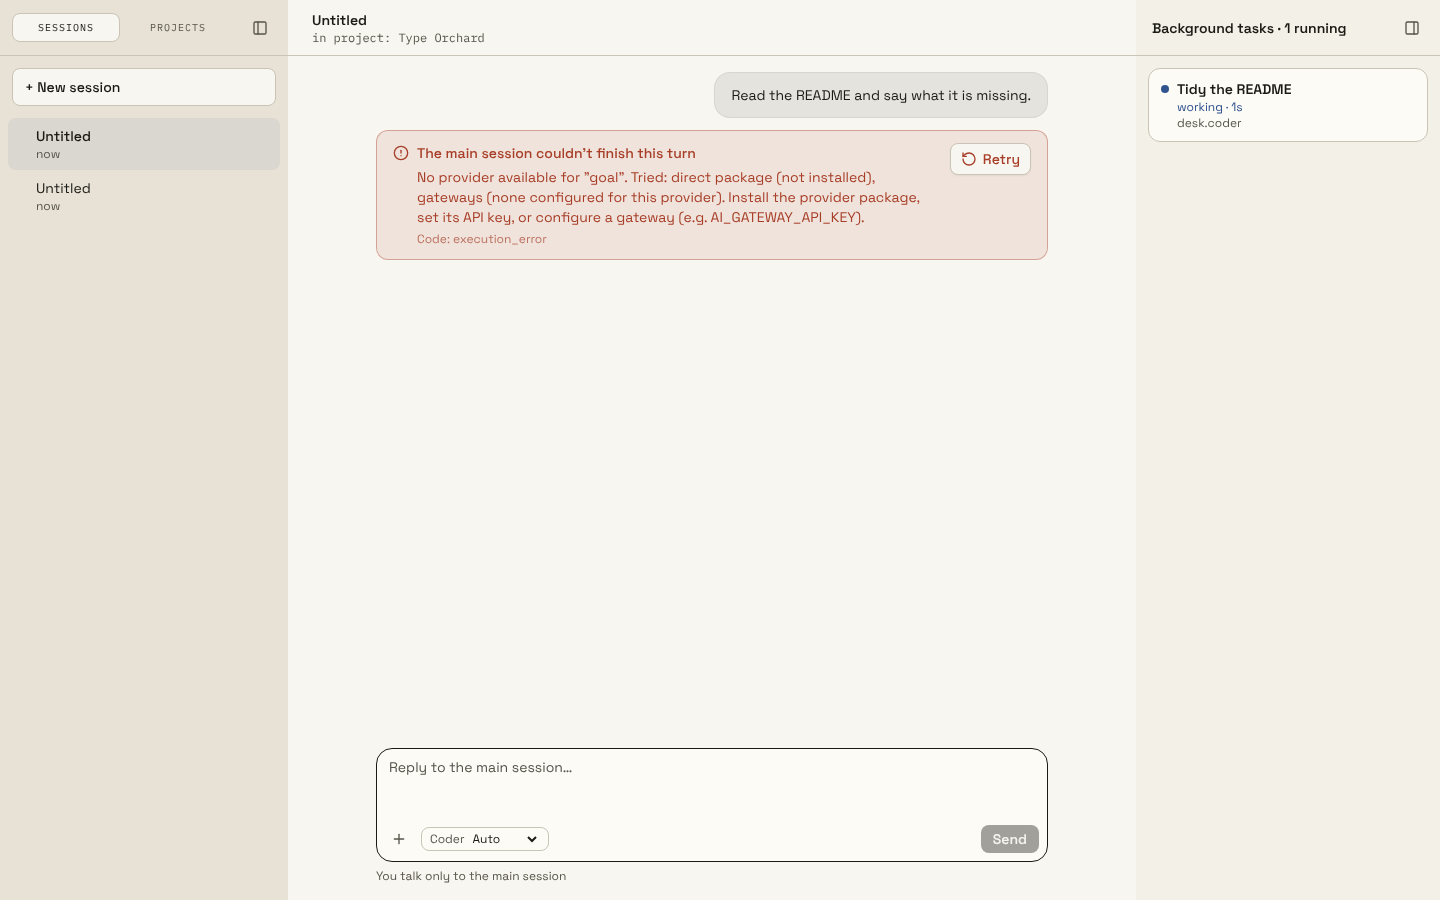 SESSIONS
PROJECTS
+ New session
Untitled
now
Untitled
now
Untitled
in project: Type Orchard
Read the README and say what it is missing.
The main session couldn't finish this turn
Retry
No provider available for "goal". Tried: direct package (not installed),
gateways (none configured for this provider). Install the provider package,
set its API key, or configure a gateway (e.g. AI_GATEWAY_API_KEY).
Code: execution_error
Reply to the main session…
Coder Auto
Send
You talk only to the main session
Background tasks · 1 running
Tidy the README
working · 1s
desk.coder